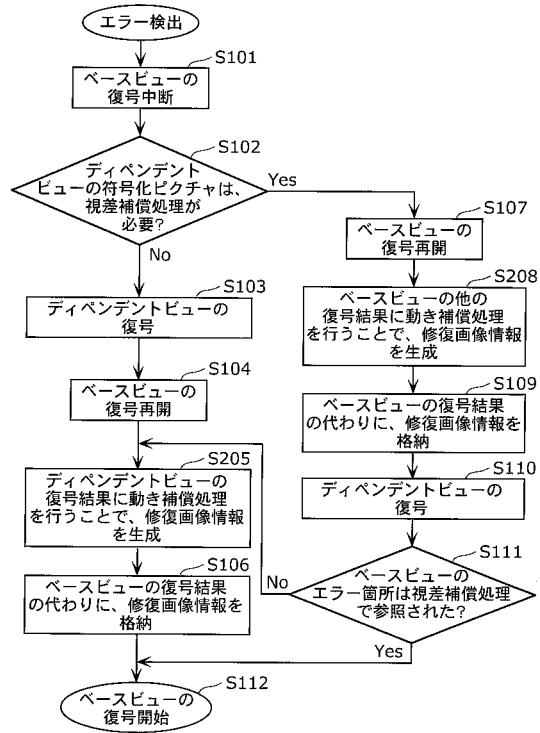 エラー検出
S101
ベースビューの
復号中断
S102
ディペンデント
ビューの符号化ピクチャは、
視差補償処理が
必要?
Yes
No
S103
ディペンデントビューの
復号
S104
ベースビューの
復号再開
S205
ディペンデントビューの
復号結果に動き補償処理
を行うことで、修復画像情報
を生成
S106
ベースビューの復号結果
の代わりに、修復画像情報を
格納
S107
ベースビューの
復号再開
S208
ベースビューの他の
復号結果に動き補償処理
を行うことで、修復画像情報
を生成
S109
ベースビューの復号結果
の代わりに、修復画像情報を
格納
S110
ディペンデントビューの
復号
S111
ベースビューの
エラー箇所は視差補償処理
で参照された?
No
Yes
S112
ベースビューの
復号開始